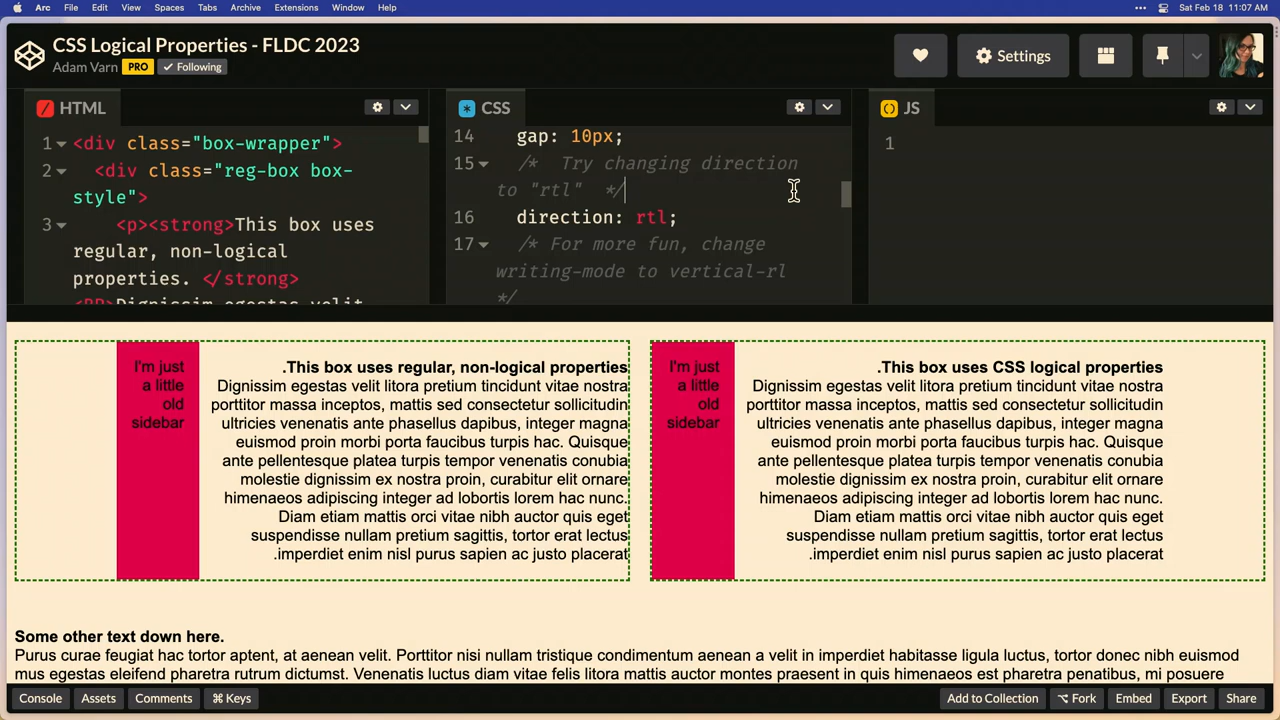 Arc File Edit View Spaces Tabs Archive Extensions Window Help Sat Feb 18 11:07 AM
CSS Logical Properties - FLDC 2023
Adam Varn PRO ✓ Following
Settings
HTML
1 <div class="box-wrapper">
2 <div class="reg-box box-
style">
3 <p><strong>This box uses
regular, non-logical
properties. </strong>
<BR>Dignissim egestas velit
CSS
14 gap: 10px;
15 /* Try changing direction
to "rtl" */
16 direction: rtl;
17 /* For more fun, change
writing-mode to vertical-rl
*/
JS
1
I'm just
a little
old
sidebar
.This box uses regular, non-logical properties
Dignissim egestas velit litora pretium tincidunt vitae nostra
porttitor massa inceptos, mattis sed consectetur sollicitudin
ultricies venenatis ante phasellus dapibus, integer magna
euismod proin morbi porta faucibus turpis hac. Quisque
ante pellentesque platea turpis tempor venenatis conubia
molestie dignissim ex nostra proin, curabitur elit ornare
himenaeos adipiscing integer ad lobortis lorem hac nunc.
Diam etiam mattis orci vitae nibh auctor quis eget
suspendisse nullam pretium sagittis, tortor erat lectus
.imperdiet enim nisl purus sapien ac justo placerat
I'm just
a little
old
sidebar
.This box uses CSS logical properties
Dignissim egestas velit litora pretium tincidunt vitae nostra
porttitor massa inceptos, mattis sed consectetur sollicitudin
ultricies venenatis ante phasellus dapibus, integer magna
euismod proin morbi porta faucibus turpis hac. Quisque
ante pellentesque platea turpis tempor venenatis conubia
molestie dignissim ex nostra proin, curabitur elit ornare
himenaeos adipiscing integer ad lobortis lorem hac nunc.
Diam etiam mattis orci vitae nibh auctor quis eget
suspendisse nullam pretium sagittis, tortor erat lectus
.imperdiet enim nisl purus sapien ac justo placerat
Some other text down here.
Purus curae feugiat hac tortor aptent, at aenean velit. Porttitor nisi nullam tristique condimentum aenean a velit in imperdiet habitasse ligula luctus, tortor donec nibh euismod
mus egestas eleifend pharetra rutrum dictumst. Venenatis luctus diam velis felis litora mattis auctor montes praesent in quis himenaeos est pharetra penatibus, mi posuere
Console Assets Comments ⌘ Keys Add to Collection ⌥ Fork Embed Export Share